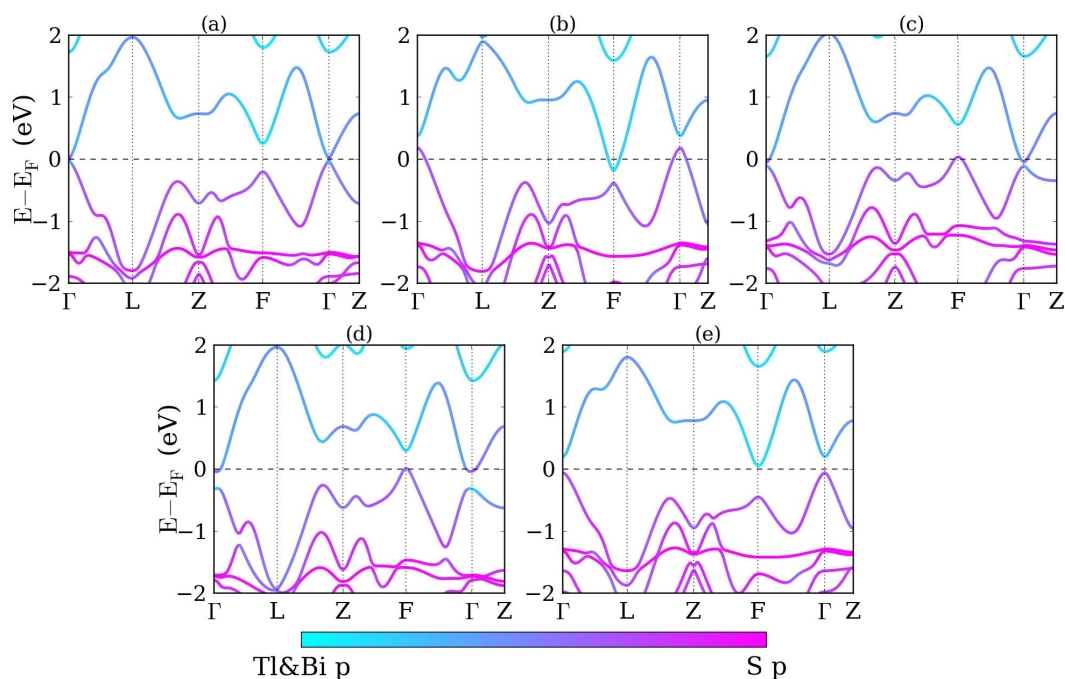 (a) (b) (c)
E−E_F (eV)
2 2 2
1 1 1
0 0 0
−1 −1 −1
−2 −2 −2
Γ L Z F Γ Z Γ L Z F Γ Z Γ L Z F Γ Z
(d) (e)
E−E_F (eV)
2 2
1 1
0 0
−1 −1
−2 −2
Γ L Z F Γ Z Γ L Z F Γ Z
Tl&Bi p S p